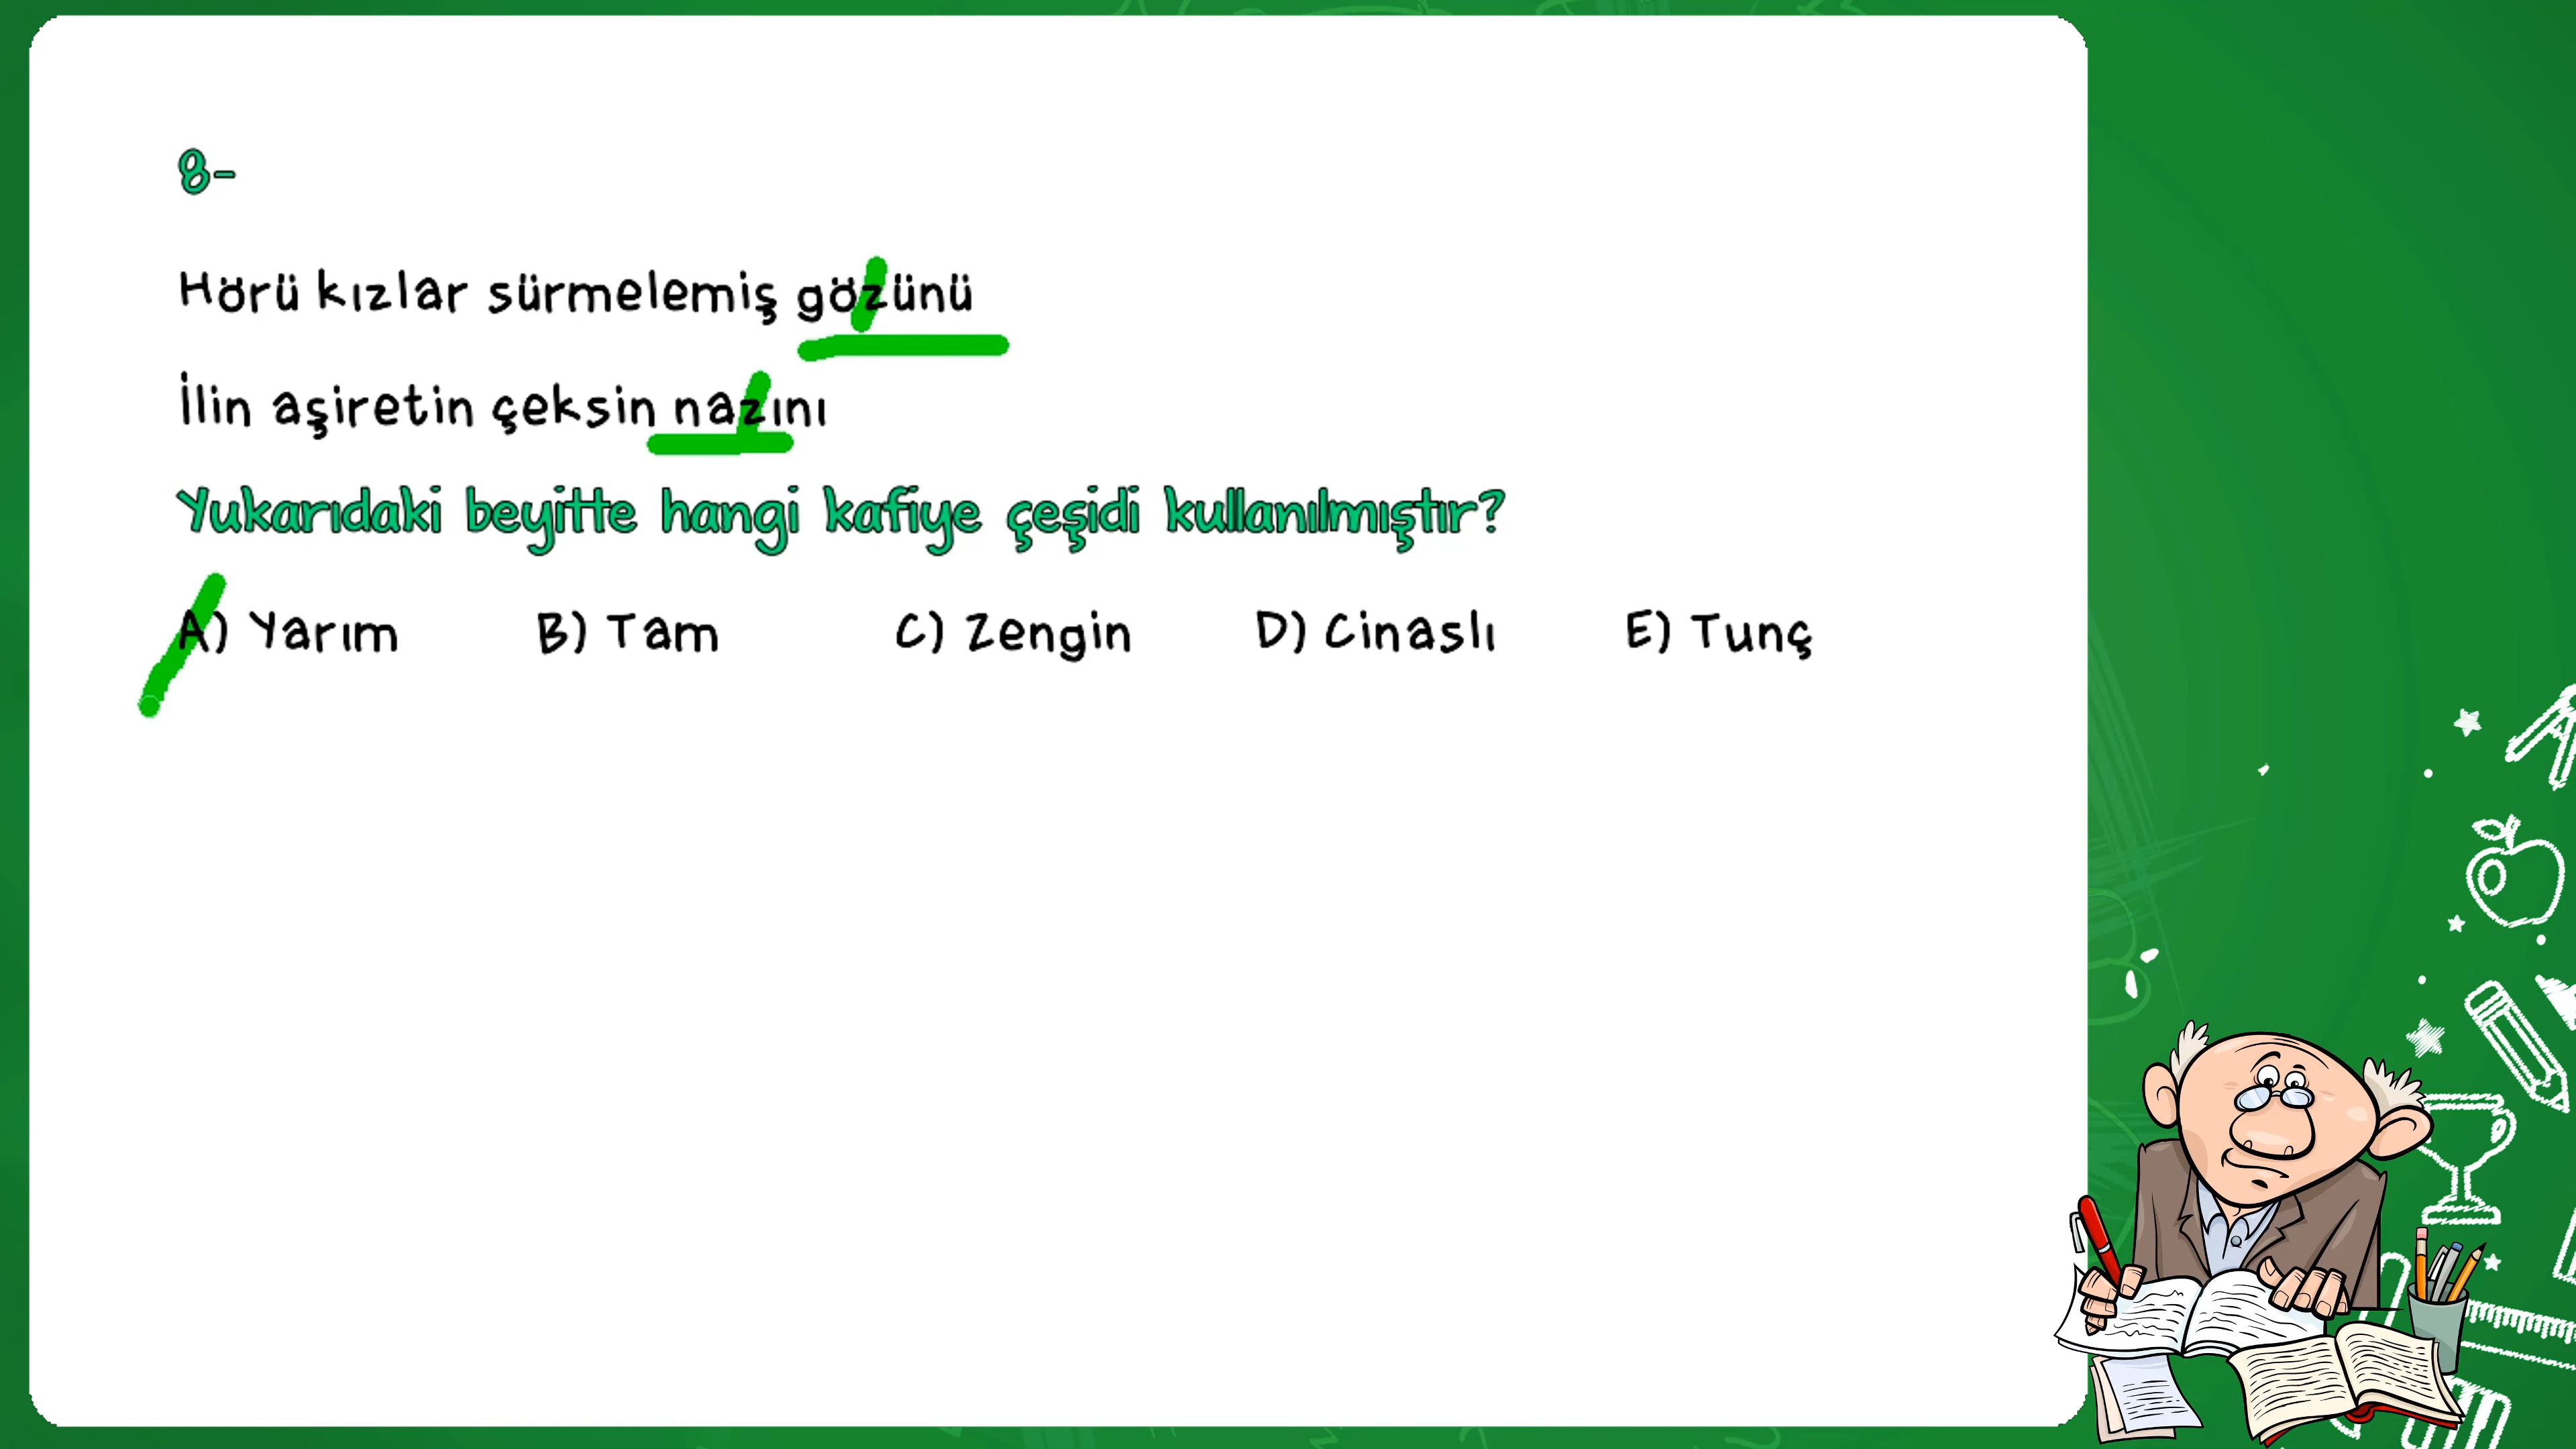 8-
Hörü kızlar sürmelemiş gözünü
İlin aşiretin çeksin nazını
Yukarıdaki beyitte hangi kafiye çeşidi kullanılmıştır?
A) Yarım B) Tam C) Zengin D) Cinaslı E) Tunç